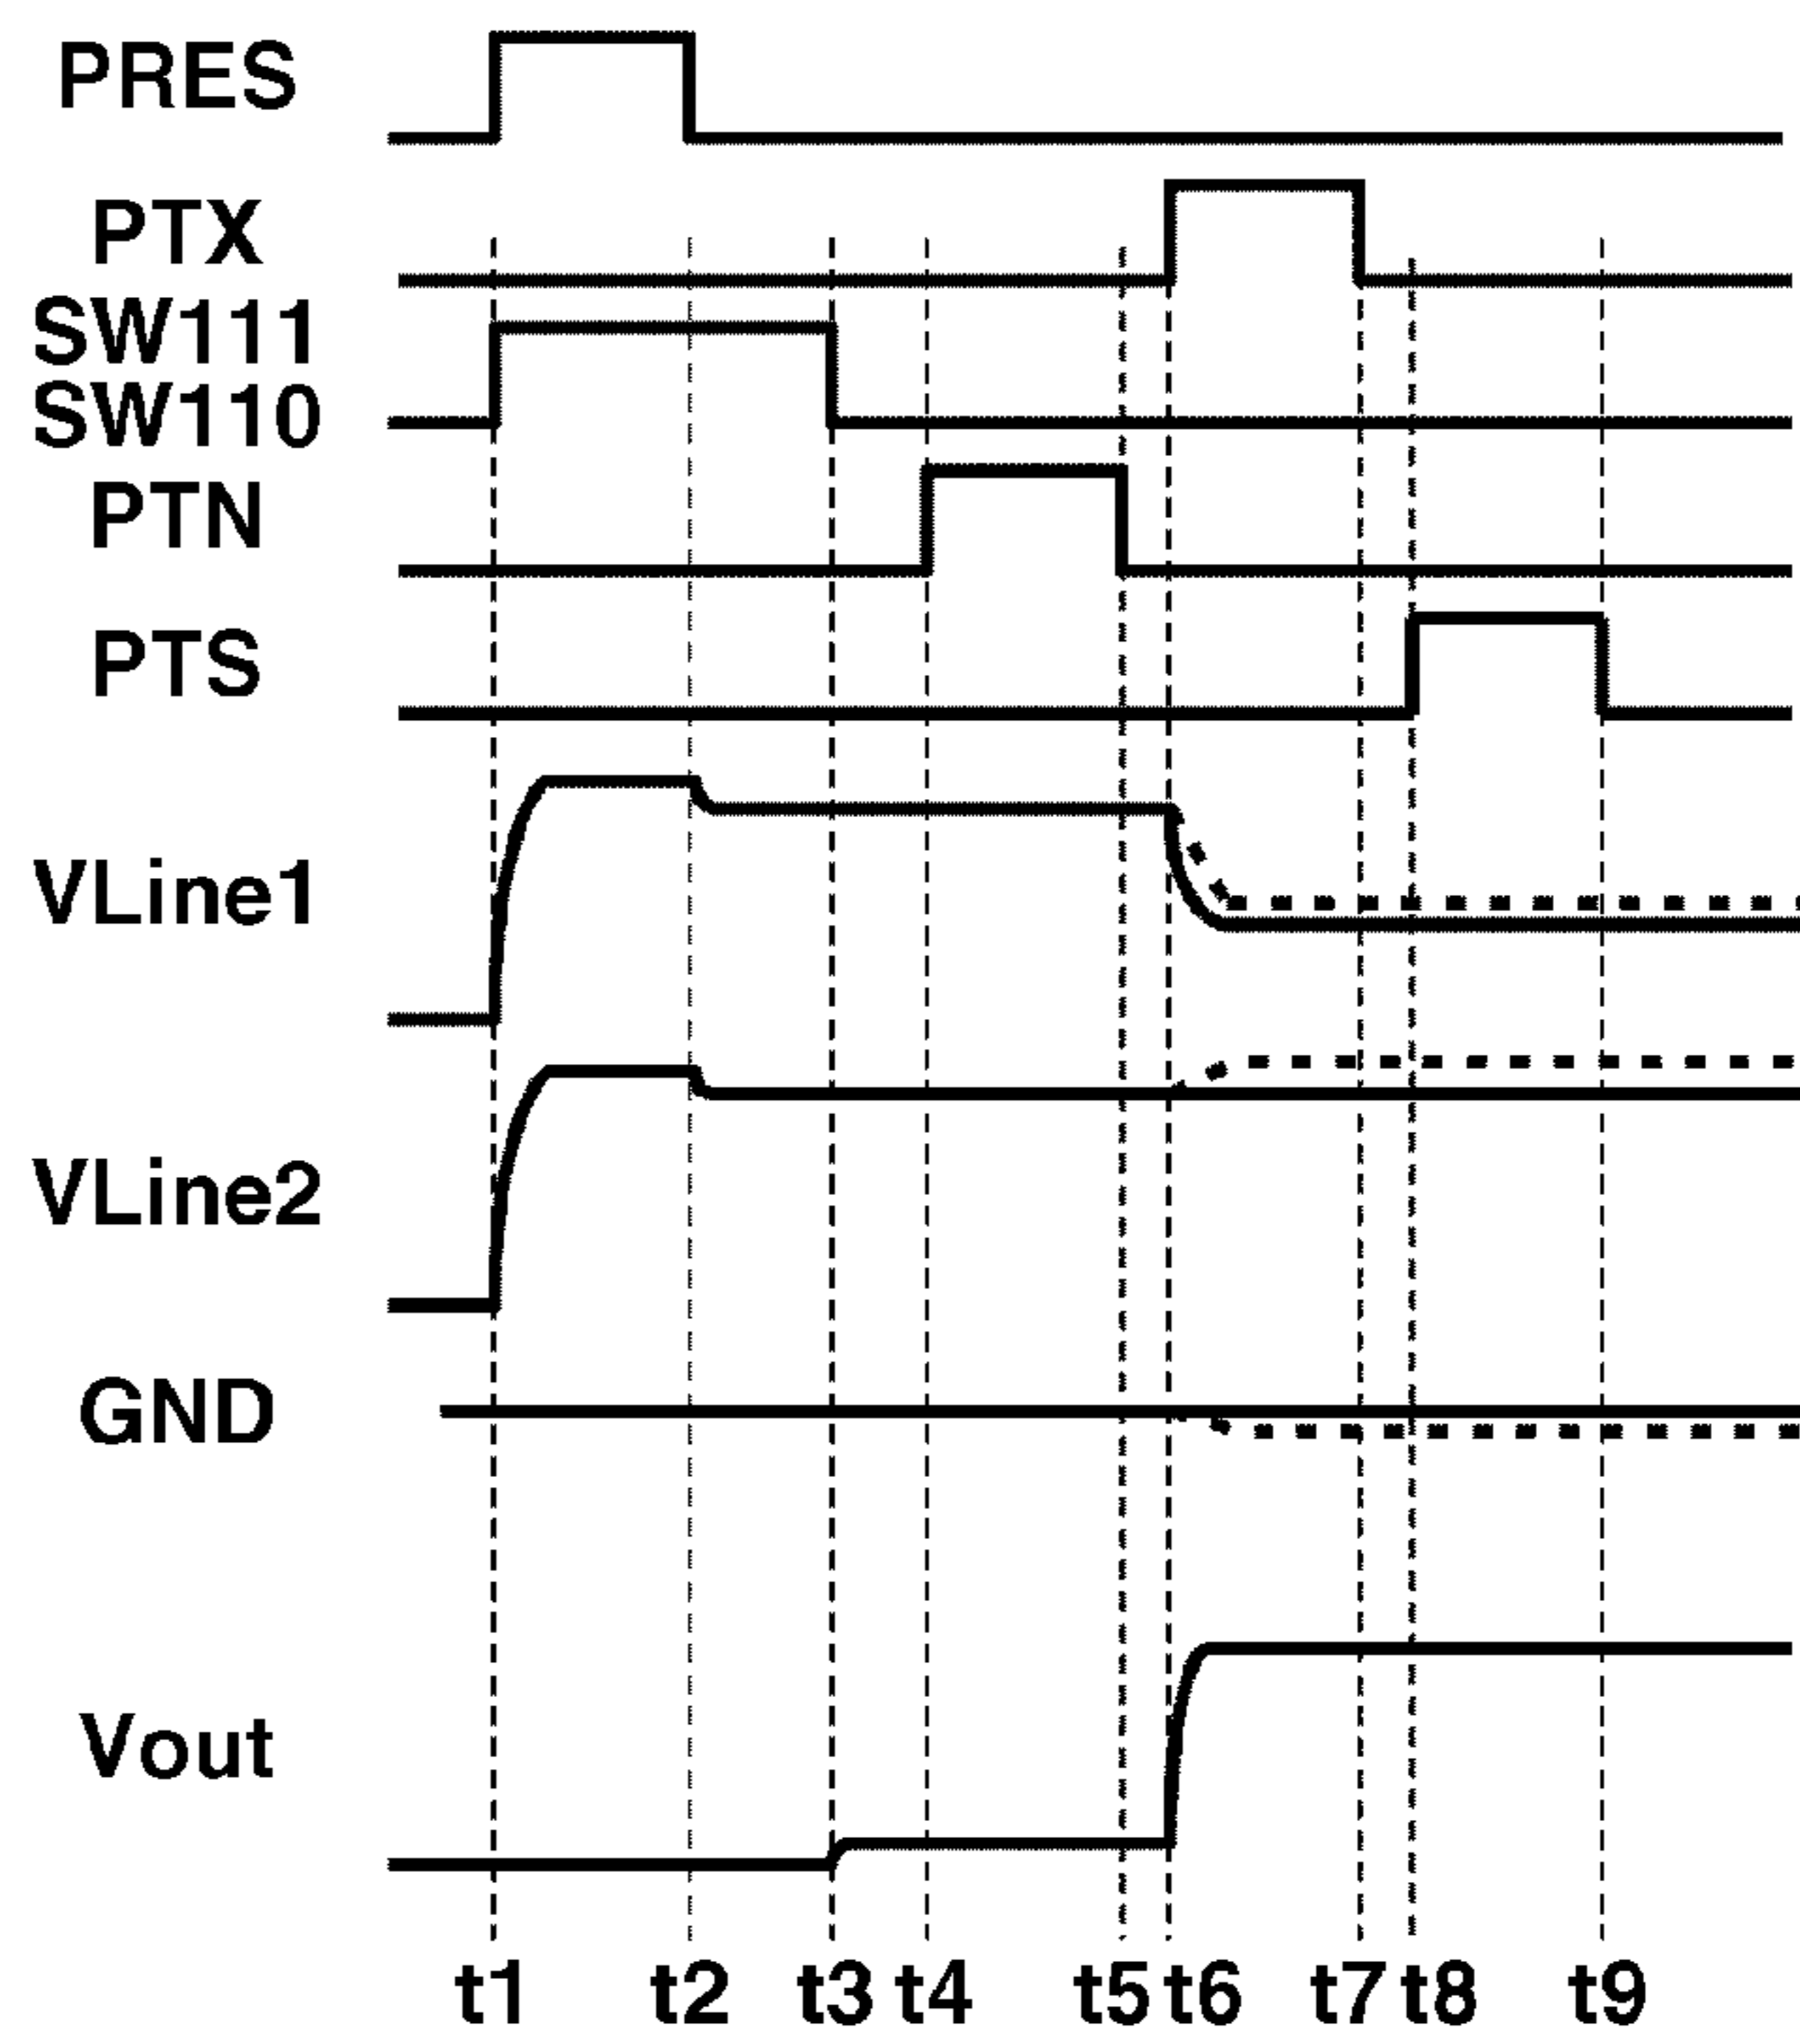 PRES
PTX
SW111
SW110
PTN
PTS
VLine1
VLine2
GND
Vout
t1 t2 t3 t4 t5 t6 t7 t8 t9